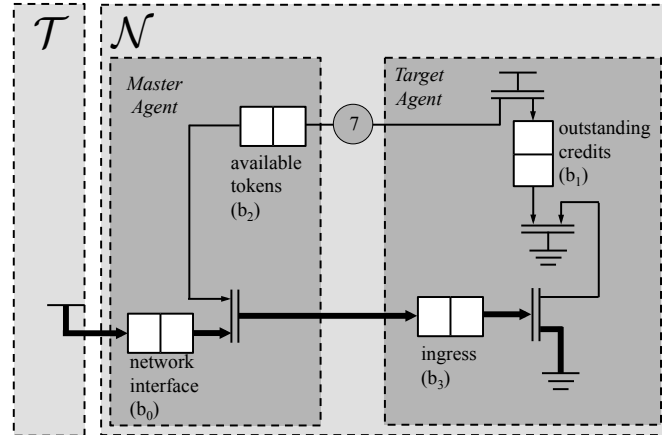 𝒯
𝒩
Master
Agent
Target
Agent
7
available
tokens
(b₂)
outstanding
credits
(b₁)
network
interface
(b₀)
ingress
(b₃)